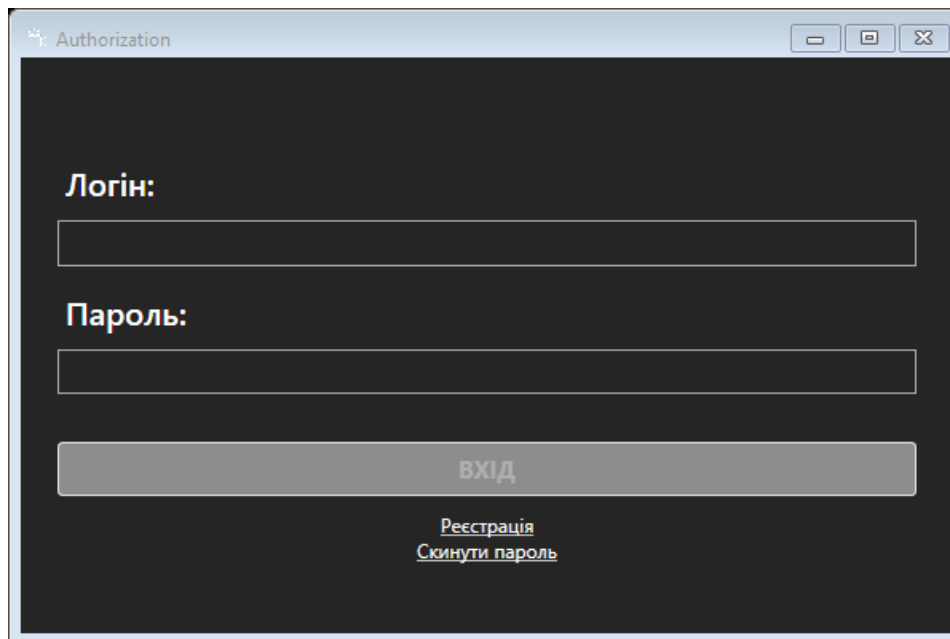 Authorization
Логін:
Пароль:
ВХІД
Реєстрація
Скинути пароль